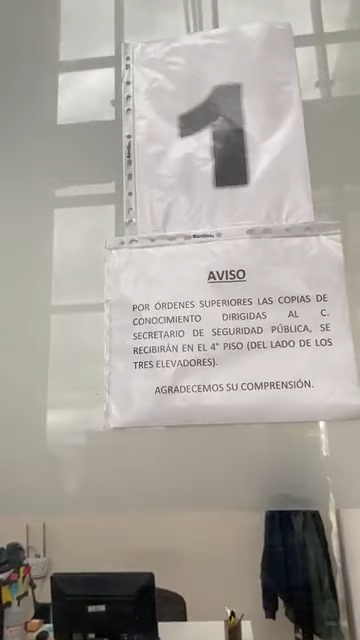 1
AVISO
POR ÓRDENES SUPERIORES LAS COPIAS DE
CONOCIMIENTO DIRIGIDAS AL C.
SECRETARIO DE SEGURIDAD PÚBLICA, SE
RECIBIRÁN EN EL 4° PISO (DEL LADO DE LOS
TRES ELEVADORES).
AGRADECEMOS SU COMPRENSIÓN.